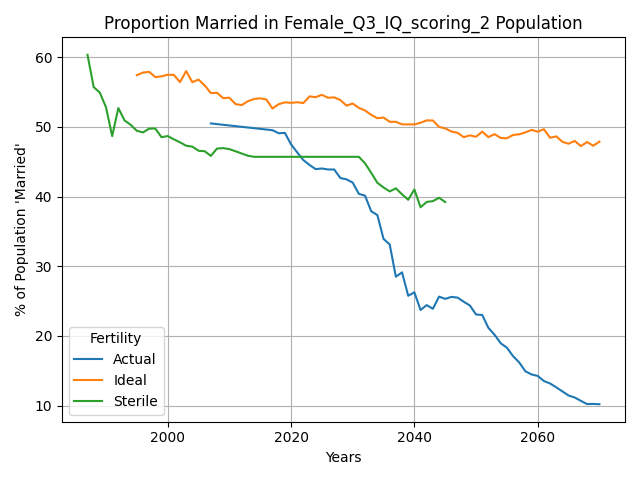 Proportion Married in Female_Q3_IQ_scoring_2 Population
% of Population 'Married'
60
50
40
30
20
10
Fertility
Actual
Ideal
Sterile
2000 2020 2040 2060
Years